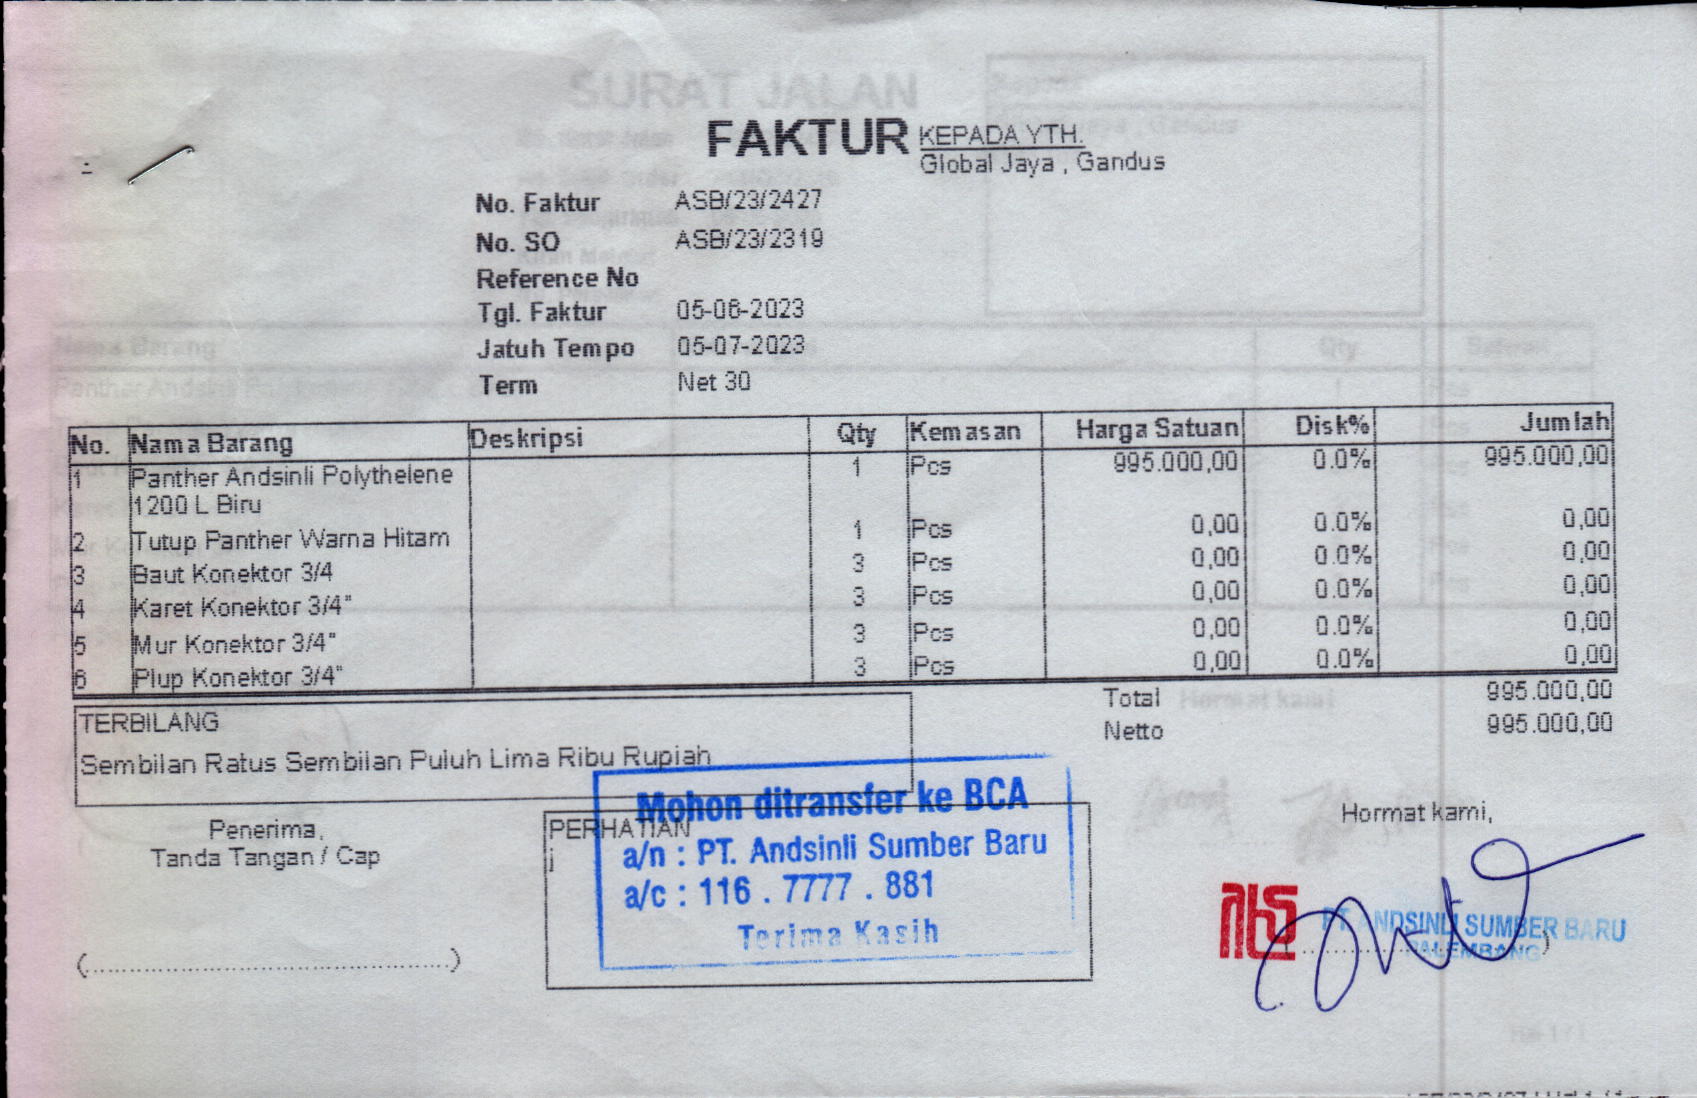 FAKTUR
KEPADA YTH.
Global Jaya , Gandus
No. Faktur ASB/23/2427
No. SO ASB/23/2319
Reference No
Tgl. Faktur 05-06-2023
Jatuh Tempo 05-07-2023
Term Net 30
No. Nama Barang Deskripsi Qty Kemasan Harga Satuan Disk% Jumlah
1 Panther Andsinli Polythelene 1 Pcs 995.000,00 0.0% 995.000,00
1200 L Biru
2 Tutup Panther Warna Hitam 1 Pcs 0,00 0.0% 0,00
3 Baut Konektor 3/4 3 Pcs 0,00 0.0% 0,00
4 Karet Konektor 3/4" 3 Pcs 0,00 0.0% 0,00
5 Mur Konektor 3/4" 3 Pcs 0,00 0.0% 0,00
6 Plup Konektor 3/4" 3 Pcs 0,00 0.0% 0,00
Total 995.000,00
Netto 995.000,00
TERBILANG
Sembilan Ratus Sembilan Puluh Lima Ribu Rupiah
PERHATIAN
j
Mohon ditransfer ke BCA
a/n : PT. Andsinli Sumber Baru
a/c : 116 . 7777 . 881
Terima Kasih
Penerima,
Tanda Tangan / Cap
(................................................)
Hormat kami,
PT. ANDSINLI SUMBER BARU
PALEMBANG
SURAT JALAN